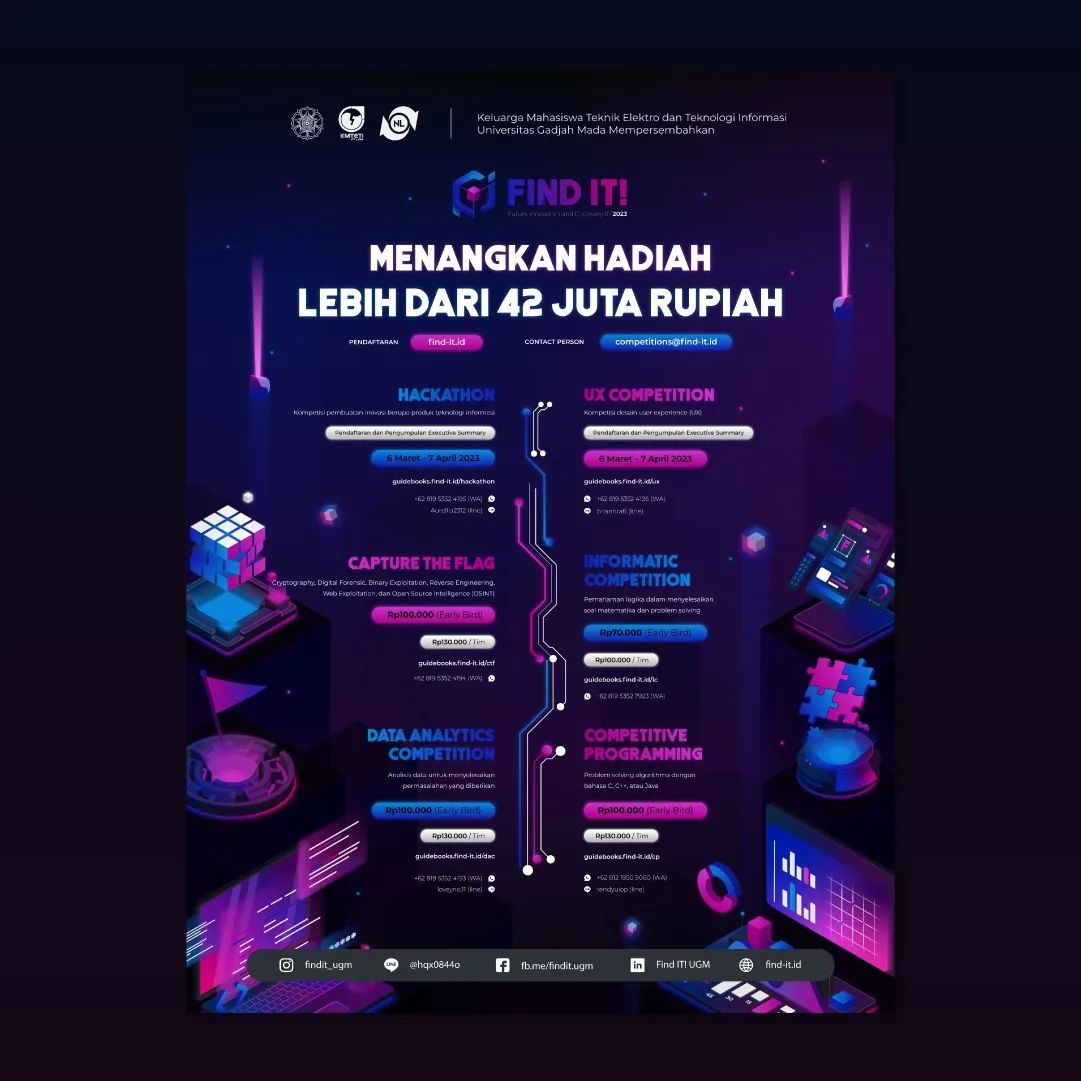 KMTETI
NL
Keluarga Mahasiswa Teknik Elektro dan Teknologi Informasi
Universitas Gadjah Mada Mempersembahkan
FIND IT!
Future Innovation and Discovery IT! 2023
MENANGKAN HADIAH
LEBIH DARI 42 JUTA RUPIAH
PENDAFTARAN find-it.id CONTACT PERSON competitions@find-it.id
HACKATHON
Kompetisi pembuatan inovasi berupa produk teknologi informasi
Pendaftaran dan Pengumpulan Executive Summary
6 Maret - 7 April 2023
guidebooks.find-it.id/hackathon
+62 819 5352 4195 (WA)
(line)
UX COMPETITION
Kompetisi desain user experience (UX)
Pendaftaran dan Pengumpulan Executive Summary
6 Maret - 7 April 2023
guidebooks.find-it.id/ux
+62 819 5352 4196 (WA)
(line)
CAPTURE THE FLAG
Cryptography, Digital Forensic, Binary Exploitation, Reverse Engineering,
Web Exploitation, dan Open Source Intelligence (OSINT)
Rp100.000 (Early Bird)
Rp130.000 / Tim
guidebooks.find-it.id/ctf
+62 819 5352 4194 (WA)
INFORMATIC
COMPETITION
Pemahaman logika dalam menyelesaikan
soal matematika dan problem solving
Rp70.000 (Early Bird)
Rp100.000 / Tim
guidebooks.find-it.id/ic
+62 819 5352 7923 (WA)
DATA ANALYTICS
COMPETITION
Analisis data untuk menyelesaikan
permasalahan yang diberikan
Rp100.000 (Early Bird)
Rp130.000 / Tim
guidebooks.find-it.id/dac
+62 819 5352 4193 (WA)
(line)
COMPETITIVE
PROGRAMMING
Problem solving algoritma dengan
bahasa C, C++, atau Java
Rp100.000 (Early Bird)
Rp130.000 / Tim
guidebooks.find-it.id/cp
(WA)
rendyulop (line)
F
45 30 15
LINE
findit_ugm @hqx0844o fb.me/findit.ugm Find IT! UGM find-it.id